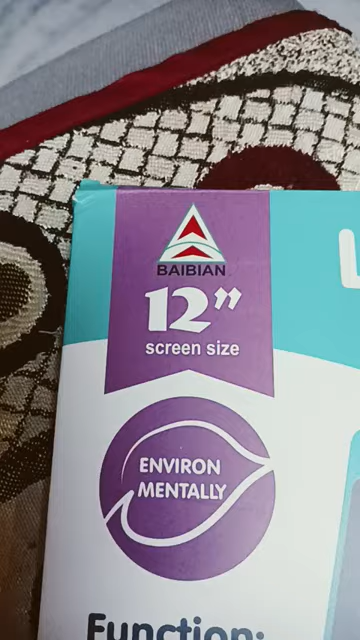 BAIBIAN
12”
screen size
L
ENVIRON
MENTALLY
Function: